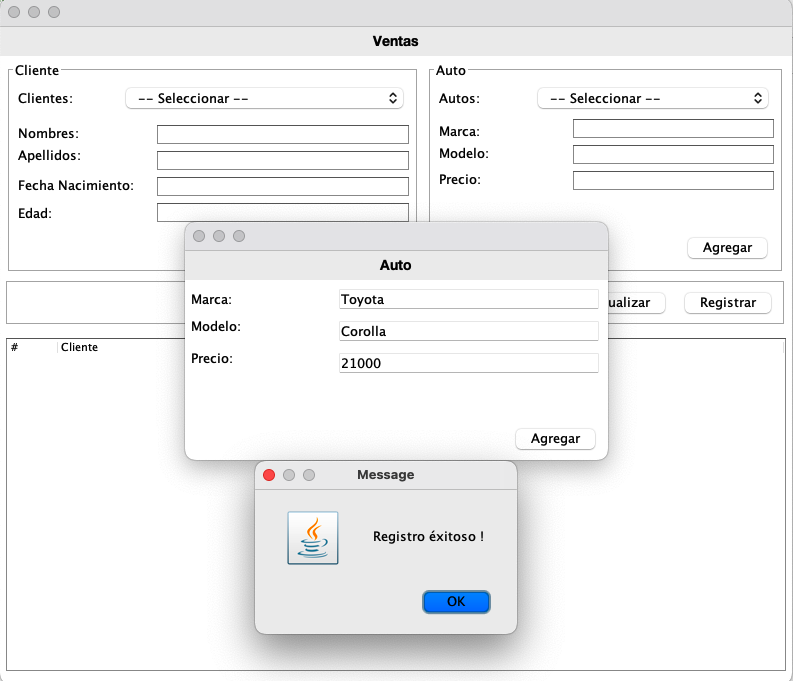 Ventas
Cliente
Clientes:
-- Seleccionar --
Nombres:
Apellidos:
Fecha Nacimiento:
Edad:
Auto
Autos:
-- Seleccionar --
Marca:
Modelo:
Precio:
Agregar
ualizar
Registrar
#
Cliente
Auto
Marca:
Toyota
Modelo:
Corolla
Precio:
21000
Agregar
Message
Registro éxitoso !
OK